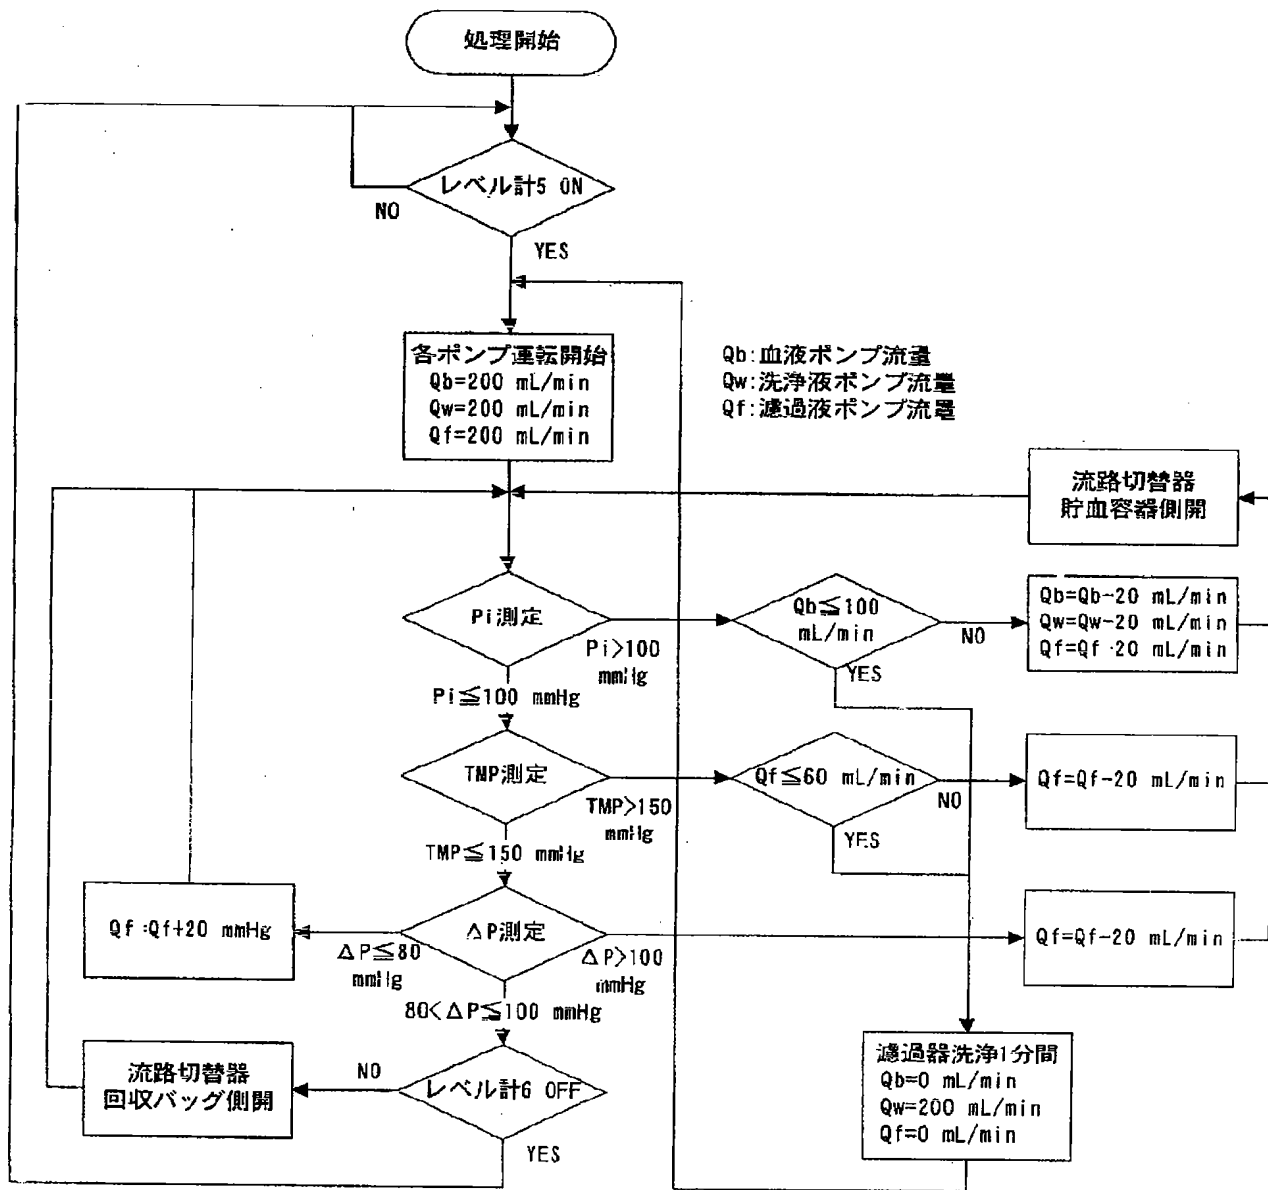 処理開始
レベル計5 ON
NO
YES
各ポンプ運転開始
Qb=200 mL/min
Qw=200 mL/min
Qf=200 mL/min
Qb:血液ポンプ流量
Qw:洗浄液ポンプ流量
Qf:濾過液ポンプ流量
流路切替器
貯血容器側開
Pi測定
Pi>100
mmHg
Pi≦100 mmHg
Qb≦100
mL/min
NO
YES
Qb=Qb-20 mL/min
Qw=Qw-20 mL/min
Qf=Qf-20 mL/min
TMP測定
TMP>150
mmHg
TMP≦150 mmHg
Qf≦60 mL/min
NO
YES
Qf=Qf-20 mL/min
Qf=Qf+20 mmHg
ΔP測定
ΔP≦80
mmHg
ΔP>100
mmHg
80<ΔP≦100 mmHg
Qf=Qf-20 mL/min
流路切替器
回収バッグ側開
NO
レベル計6 OFF
YES
濾過器洗浄1分間
Qb=0 mL/min
Qw=200 mL/min
Qf=0 mL/min